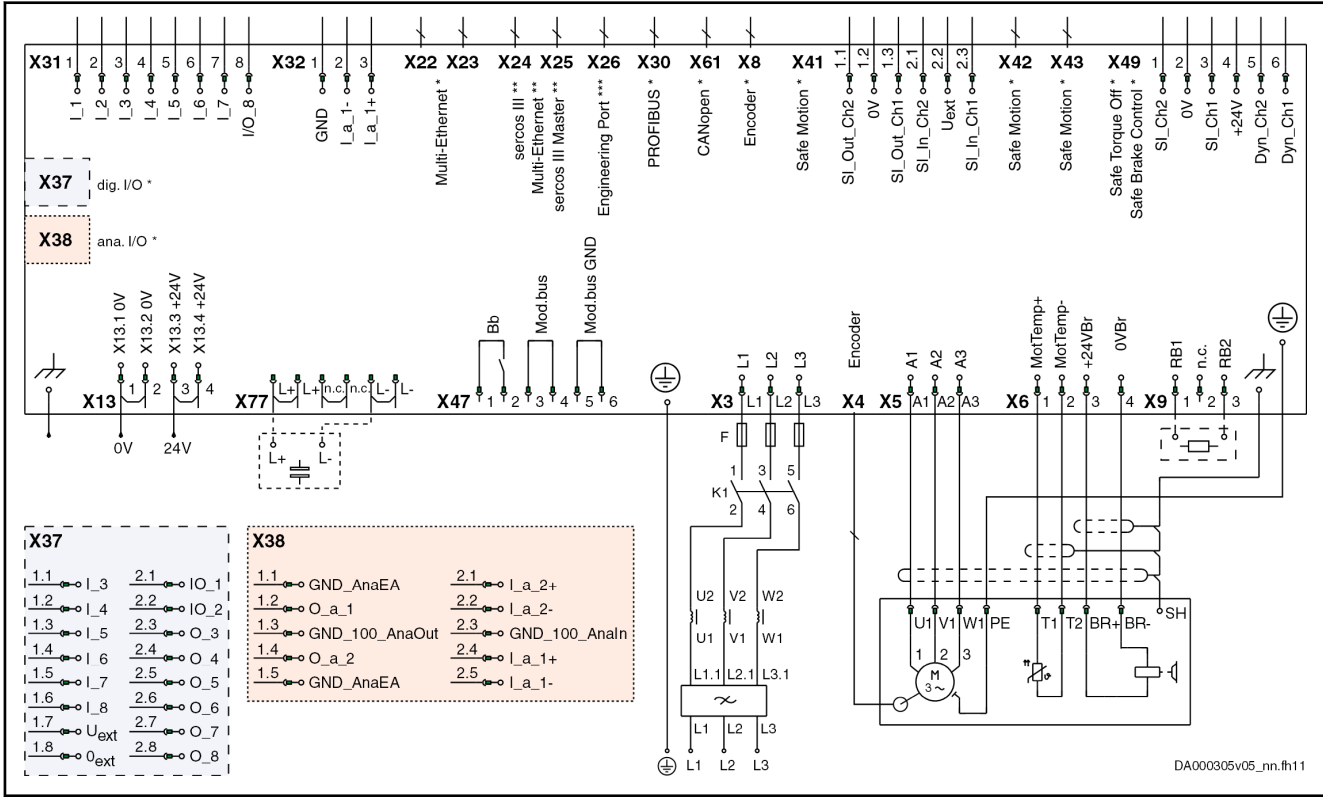 X31 1 2 3 4 5 6 7 8
I_1 I_2 I_3 I_4 I_5 I_6 I_7 I/O_8
X32 1 2 3
GND I_a_1- I_a_1+
X22 X23
Multi-Ethernet *
X24 X25
sercos III **
Multi-Ethernet **
sercos III Master **
X26
Engineering Port ***
X30
PROFIBUS *
X61
CANopen *
X8
Encoder *
X41 1.1 1.2 1.3 2.1 2.2 2.3
Safe Motion *
SI_Out_Ch2 0V SI_Out_Ch1 SI_In_Ch2 Uext SI_In_Ch1
X42
Safe Motion *
X43
Safe Motion *
X49 1 2 3 4 5 6
Safe Torque Off *
Safe Brake Control *
SI_Ch2 0V SI_Ch1 +24V Dyn_Ch2 Dyn_Ch1
X37 dig. I/O *
X38 ana. I/O *
X13.1 0V
X13.2 0V
X13.3 +24V
X13.4 +24V
X13 1 2 3 4
0V 24V
X77 L+ L+ n.c. n.c. L- L-
L+ L-
Bb
Mod.bus
Mod.bus GND
X47 1 2 3 4 5 6
L1 L2 L3
X3 L1 L2 L3
F
1 3 5
K1
2 4 6
U2 V2 W2
U1 V1 W1
L1.1 L2.1 L3.1
~
L1 L2 L3
L1 L2 L3
Encoder
X4
A1 A2 A3
X5 A1 A2 A3
MotTemp+ MotTemp- +24VBr 0VBr
X6 1 2 3 4
RB1 n.c. RB2
X9 1 2 3
U1 V1 W1 PE T1 T2 BR+ BR- SH
1 2 3
M
3 ~
ϑ
X37
1.1 I_3 2.1 IO_1
1.2 I_4 2.2 IO_2
1.3 I_5 2.3 O_3
1.4 I_6 2.4 O_4
1.5 I_7 2.5 O_5
1.6 I_8 2.6 O_6
1.7 Uext 2.7 O_7
1.8 0ext 2.8 O_8
X38
1.1 GND_AnaEA 2.1 I_a_2+
1.2 O_a_1 2.2 I_a_2-
1.3 GND_100_AnaOut 2.3 GND_100_AnaIn
1.4 O_a_2 2.4 I_a_1+
1.5 GND_AnaEA 2.5 I_a_1-
DA000305v05_nn.fh11